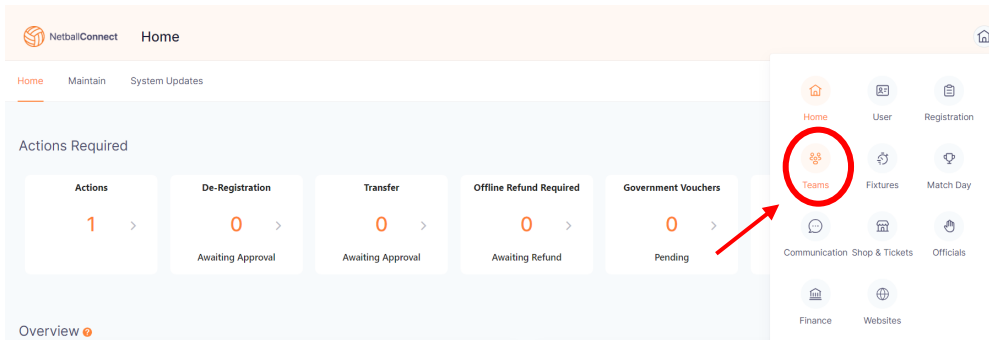 NetballConnect Home
Home Maintain System Updates
Actions Required
Actions De-Registration Transfer Offline Refund Required Government Vouchers
1 0 0 0 0
Awaiting Approval Awaiting Approval Awaiting Refund Pending
Overview ?
Home User Registration
Teams Fixtures Match Day
Communication Shop & Tickets Officials
Finance Websites